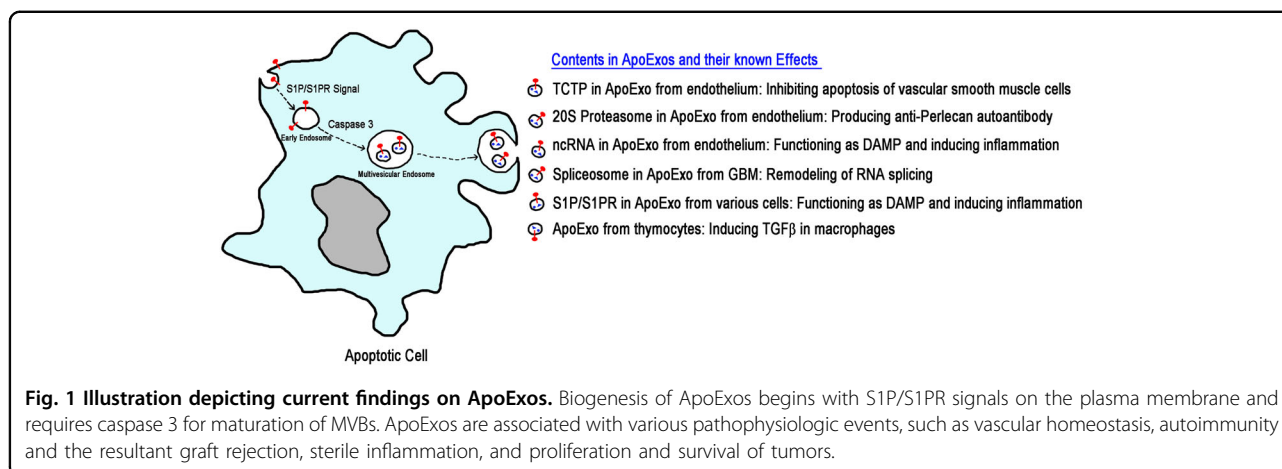 Contents in ApoExos and their known Effects
S1P/S1PR Signal
TCTP in ApoExo from endothelium: Inhibiting apoptosis of vascular smooth muscle cells
Caspase 3
20S Proteasome in ApoExo from endothelium: Producing anti-Perlecan autoantibody
Early Endosome
ncRNA in ApoExo from endothelium: Functioning as DAMP and inducing inflammation
Multivesicular Endosome
Spliceosome in ApoExo from GBM: Remodeling of RNA splicing
S1P/S1PR in ApoExo from various cells: Functioning as DAMP and inducing inflammation
ApoExo from thymocytes: Inducing TGFβ in macrophages
Apoptotic Cell
Fig. 1 Illustration depicting current findings on ApoExos. Biogenesis of ApoExos begins with S1P/S1PR signals on the plasma membrane and
requires caspase 3 for maturation of MVBs. ApoExos are associated with various pathophysiologic events, such as vascular homeostasis, autoimmunity
and the resultant graft rejection, sterile inflammation, and proliferation and survival of tumors.